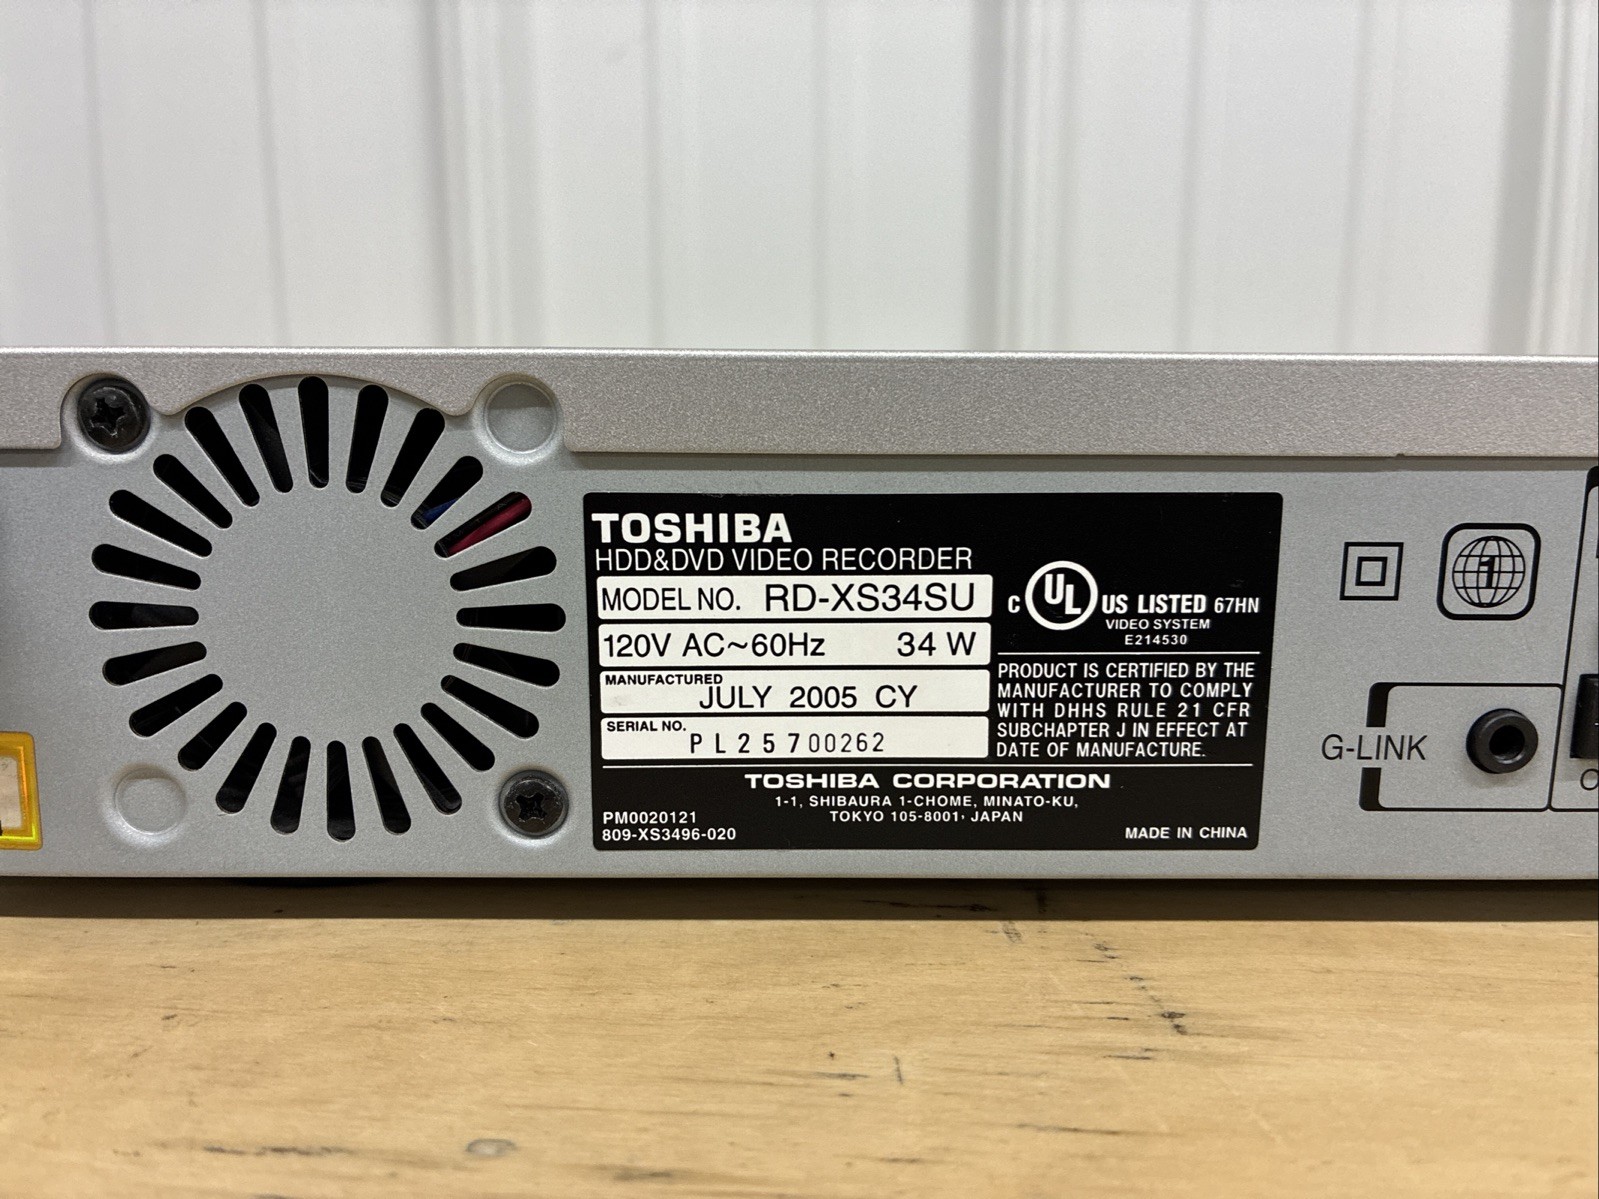 TOSHIBA
HDD&DVD VIDEO RECORDER
MODEL NO. RD-XS34SU
120V AC~60Hz 34 W
MANUFACTURED JULY 2005 CY
SERIAL NO. PL25700262
C UL US LISTED 67HN
VIDEO SYSTEM
E214530
PRODUCT IS CERTIFIED BY THE
MANUFACTURER TO COMPLY
WITH DHHS RULE 21 CFR
SUBCHAPTER J IN EFFECT AT
DATE OF MANUFACTURE.
TOSHIBA CORPORATION
1-1, SHIBAURA 1-CHOME, MINATO-KU,
TOKYO 105-8001, JAPAN
PM0020121
809-XS3496-020
MADE IN CHINA
1
G-LINK